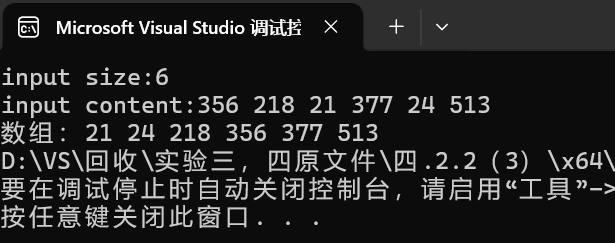 Microsoft Visual Studio 调试控
input size:6
input content:356 218 21 377 24 513
数组: 21 24 218 356 377 513
D:\VS\回收\实验三，四原文件\四.2.2（3）\x64\
要在调试停止时自动关闭控制台，请启用“工具”->
按任意键关闭此窗口. . .